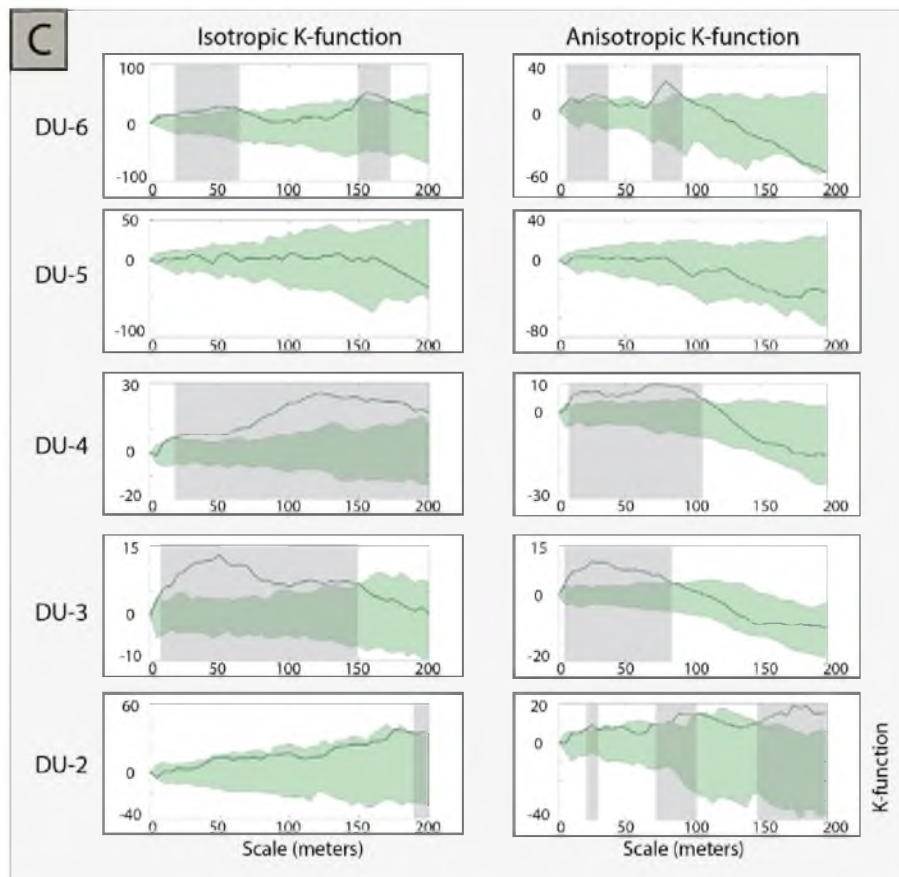 C
Isotropic K-function
Anisotropic K-function
DU-6
100
0
-100
0 50 100 150 200
40
0
-60
0 50 100 150 200
DU-5
50
0
-100
0 50 100 150 200
40
0
-80
0 50 100 150 200
DU-4
30
0
-20
0 50 100 150 200
10
0
-30
0 50 100 150 200
DU-3
15
0
-10
0 50 100 150 200
15
0
-20
0 50 100 150 200
DU-2
60
0
-40
0 50 100 150 200
20
0
-40
0 50 100 150 200
K-function
Scale (meters)
Scale (meters)